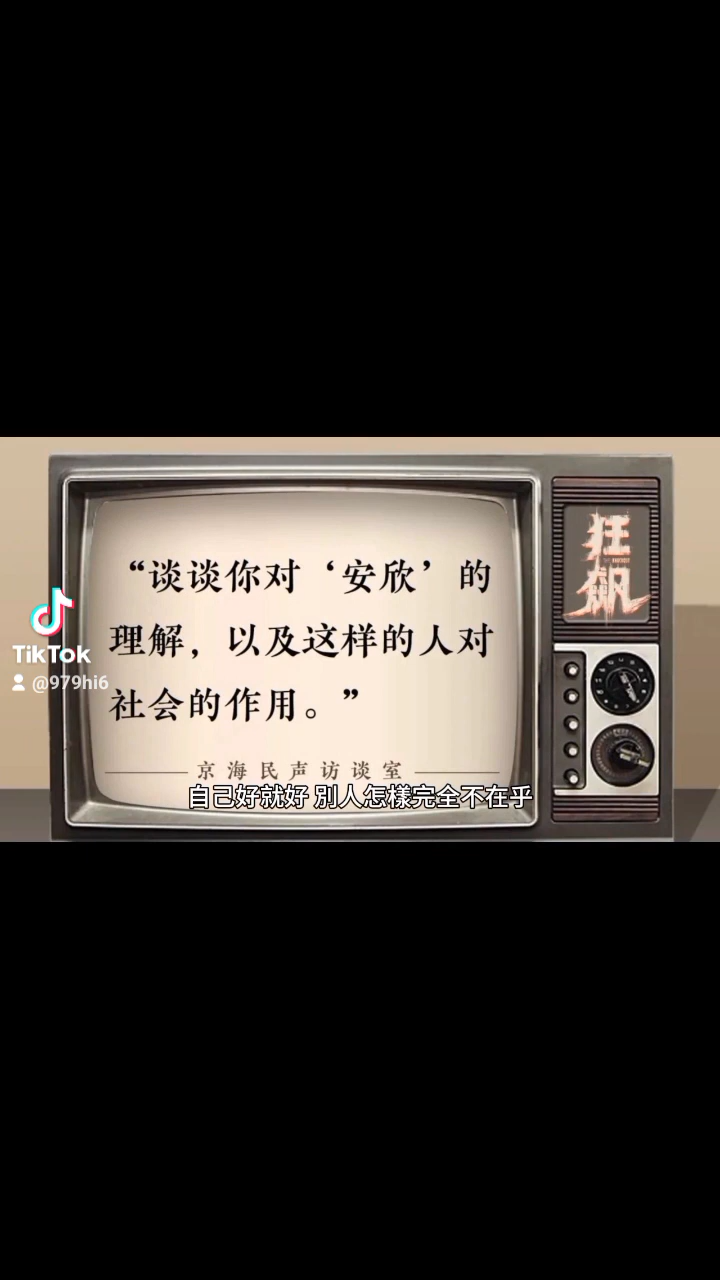 “谈谈你对‘安欣’的
理解，以及这样的人对
社会的作用。”
京海民声访谈室
自己好就好 別人怎樣完全不在乎
狂飙
TikTok
@979hi6